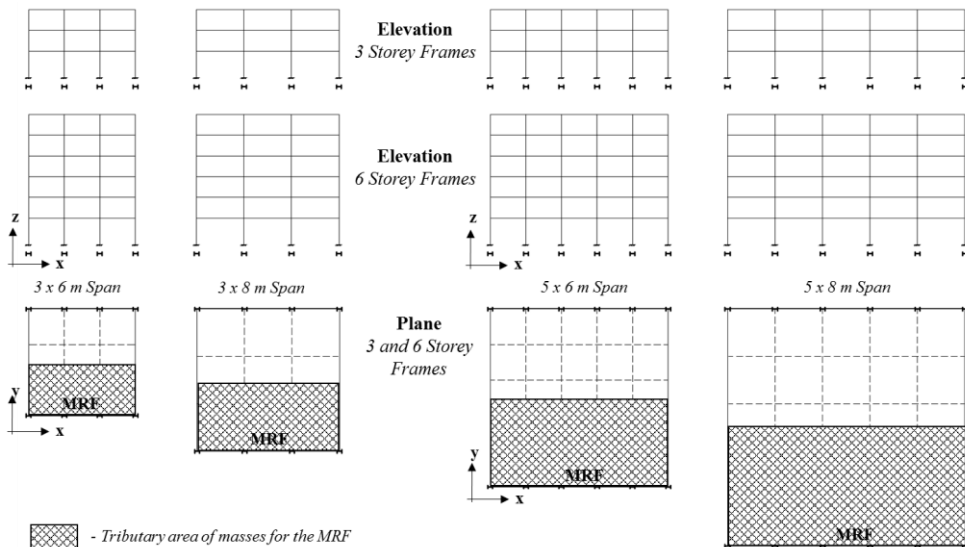 Elevation
3 Storey Frames
Elevation
6 Storey Frames
z
x
z
x
3 x 6 m Span
3 x 8 m Span
5 x 6 m Span
5 x 8 m Span
Plane
3 and 6 Storey
Frames
y
MRF
x
MRF
y
MRF
x
MRF
- Tributary area of masses for the MRF